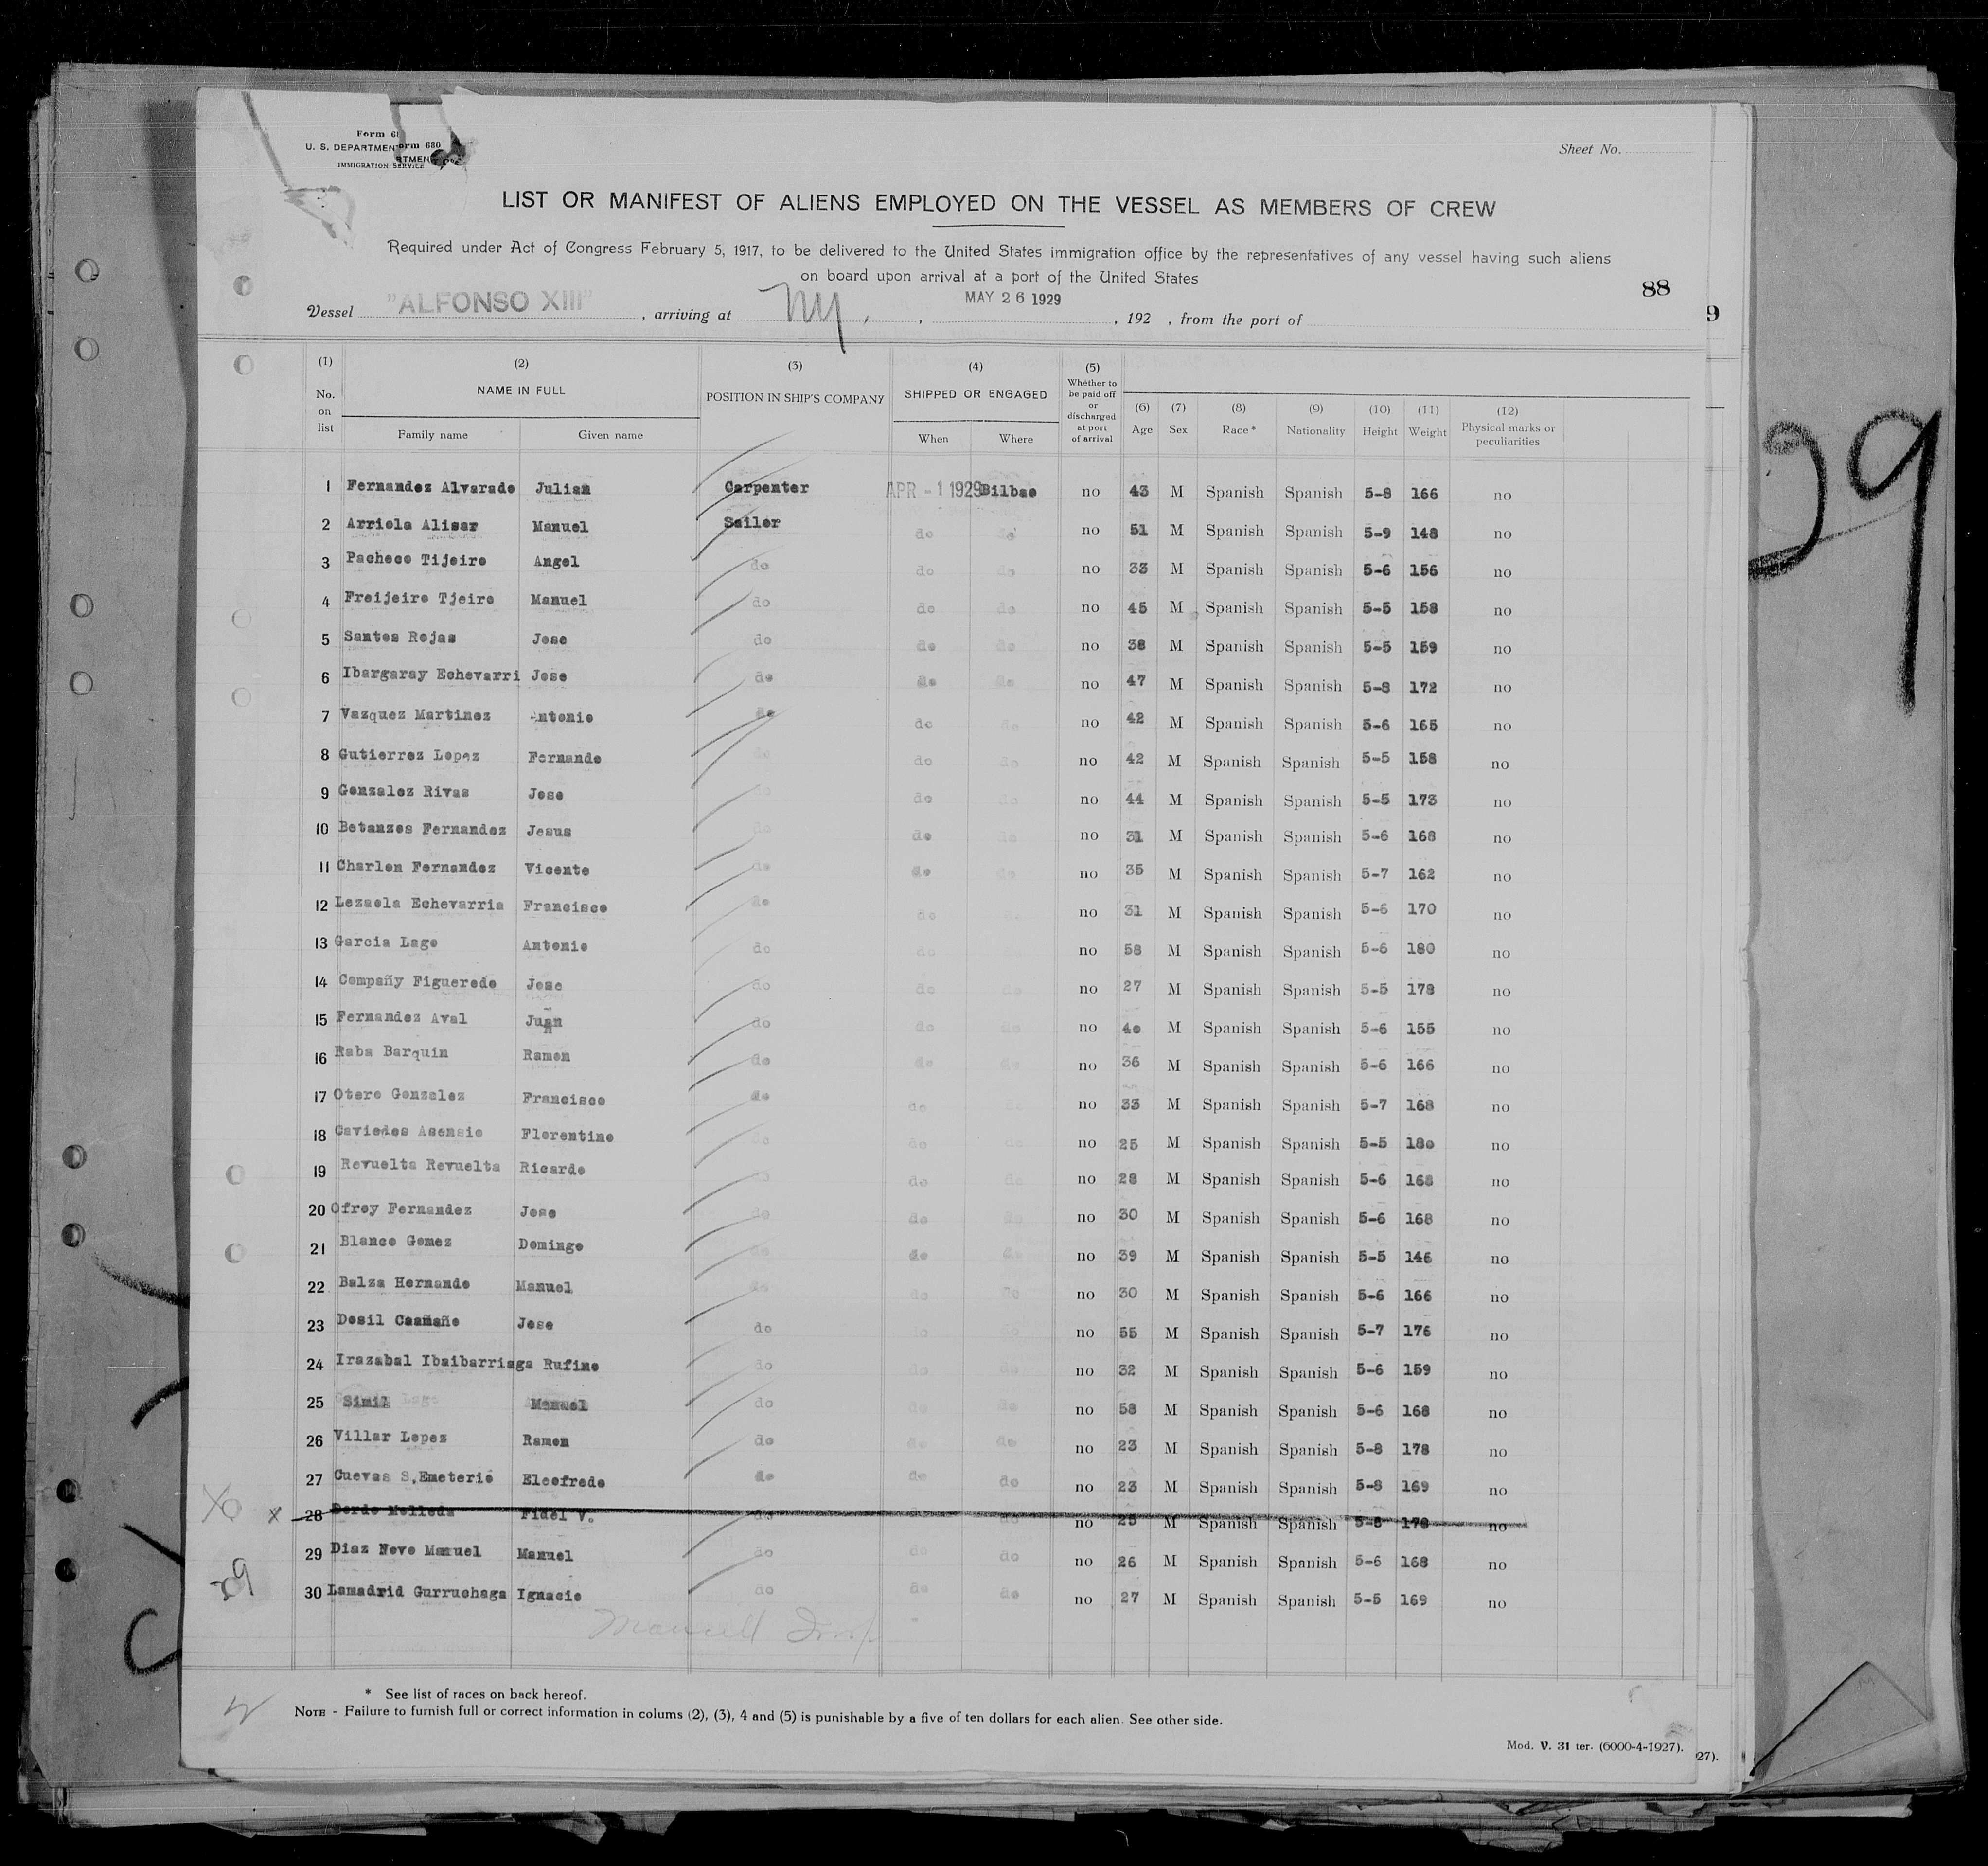 Form 68
U. S. DEPARTMEN orm 680
RTMENT OF
IMMIGRATION SERVICE
Sheet No.
LIST OR MANIFEST OF ALIENS EMPLOYED ON THE VESSEL AS MEMBERS OF CREW
Required under Act of Congress February 5, 1917, to be delivered to the United States immigration office by the representatives of any vessel having such aliens
on board upon arrival at a port of the United States
88
Vessel "ALFONSO XIII", arriving at NY, , MAY 26 1929, 192 , from the port of
9
(1) No. on list (2) NAME IN FULL Family name Given name (3) POSITION IN SHIP'S COMPANY (4) SHIPPED OR ENGAGED When Where (5) Whether to be paid off or discharged at port of arrival (6) Age (7) Sex (8) Race * (9) Nationality (10) Height (11) Weight (12) Physical marks or peculiarities
1 Fernandez Alvarado Julian Carpenter APR - 1 1929 Bilbao no 43 M Spanish Spanish 5-8 166 no
2 Arriola Alisar Manuel Sailor do do no 51 M Spanish Spanish 5-9 148 no
3 Pacheco Tijeiro Angel do do do no 33 M Spanish Spanish 5-6 156 no
4 Freijeiro Tjeiro Manuel do do do no 45 M Spanish Spanish 5-5 158 no
5 Santos Rojas Jose do do do no 38 M Spanish Spanish 5-5 159 no
6 Ibargaray Echevarri Jose do do do no 47 M Spanish Spanish 5-8 172 no
7 Vazquez Martinez Antonio do do do no 42 M Spanish Spanish 5-6 165 no
8 Gutierrez Lopez Fernando do do do no 42 M Spanish Spanish 5-5 158 no
9 Gonzalez Rivas Jose do do do no 44 M Spanish Spanish 5-5 173 no
10 Betanzos Fernandez Jesus do do do no 31 M Spanish Spanish 5-6 168 no
11 Charlen Fernandez Vicente do do do no 35 M Spanish Spanish 5-7 162 no
12 Lezaola Echevarria Francisco do do do no 31 M Spanish Spanish 5-6 170 no
13 Garcia Lago Antonio do do do no 58 M Spanish Spanish 5-6 180 no
14 Compañy Figueredo Jose do do do no 27 M Spanish Spanish 5-5 178 no
15 Fernandez Aval Juan do do do no 40 M Spanish Spanish 5-6 155 no
16 Raba Barquin Ramon do do do no 36 M Spanish Spanish 5-6 166 no
17 Otero Gonzalez Francisco do do do no 33 M Spanish Spanish 5-7 168 no
18 Caviedes Asensio Florentino do do do no 25 M Spanish Spanish 5-5 180 no
19 Revuelta Revuelta Ricardo do do do no 28 M Spanish Spanish 5-6 168 no
20 Ofrey Fernandez Jose do do do no 30 M Spanish Spanish 5-6 168 no
21 Blanco Gomez Domingo do do do no 39 M Spanish Spanish 5-5 146 no
22 Balza Hernando Manuel do do do no 30 M Spanish Spanish 5-6 166 no
23 Dosil Caamaño Jose do do do no 55 M Spanish Spanish 5-7 176 no
24 Irazabal Ibaibarriaga Rufino do do do no 32 M Spanish Spanish 5-6 159 no
25 Simil Lago Manuel do do do no 58 M Spanish Spanish 5-6 168 no
26 Villar Lopez Ramon do do do no 23 M Spanish Spanish 5-8 178 no
27 Cuevas S,Emeterio Eleofredo do do do no 23 M Spanish Spanish 5-8 169 no
x 28 Fidel V. do do no 25 M Spanish Spanish 5-6 178 no
29 Diaz Novo Manuel Manuel do do do no 26 M Spanish Spanish 5-6 168 no
29
30 Lamadrid Gurruchaga Ignacio do do do no 27 M Spanish Spanish 5-5 169 no
* See list of races on back hereof.
NOTE - Failure to furnish full or correct information in colums (2), (3), 4 and (5) is punishable by a five of ten dollars for each alien. See other side.
Mod. V. 31 ter. (6000-4-1927).
27).